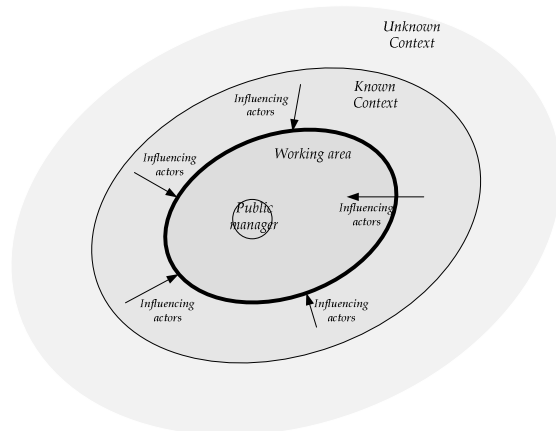 Unknown
Context
Known
Context
Influencing
actors
Working area
Influencing
actors
Public
manager
Influencing
actors
Influencing
actors
Influencing
actors